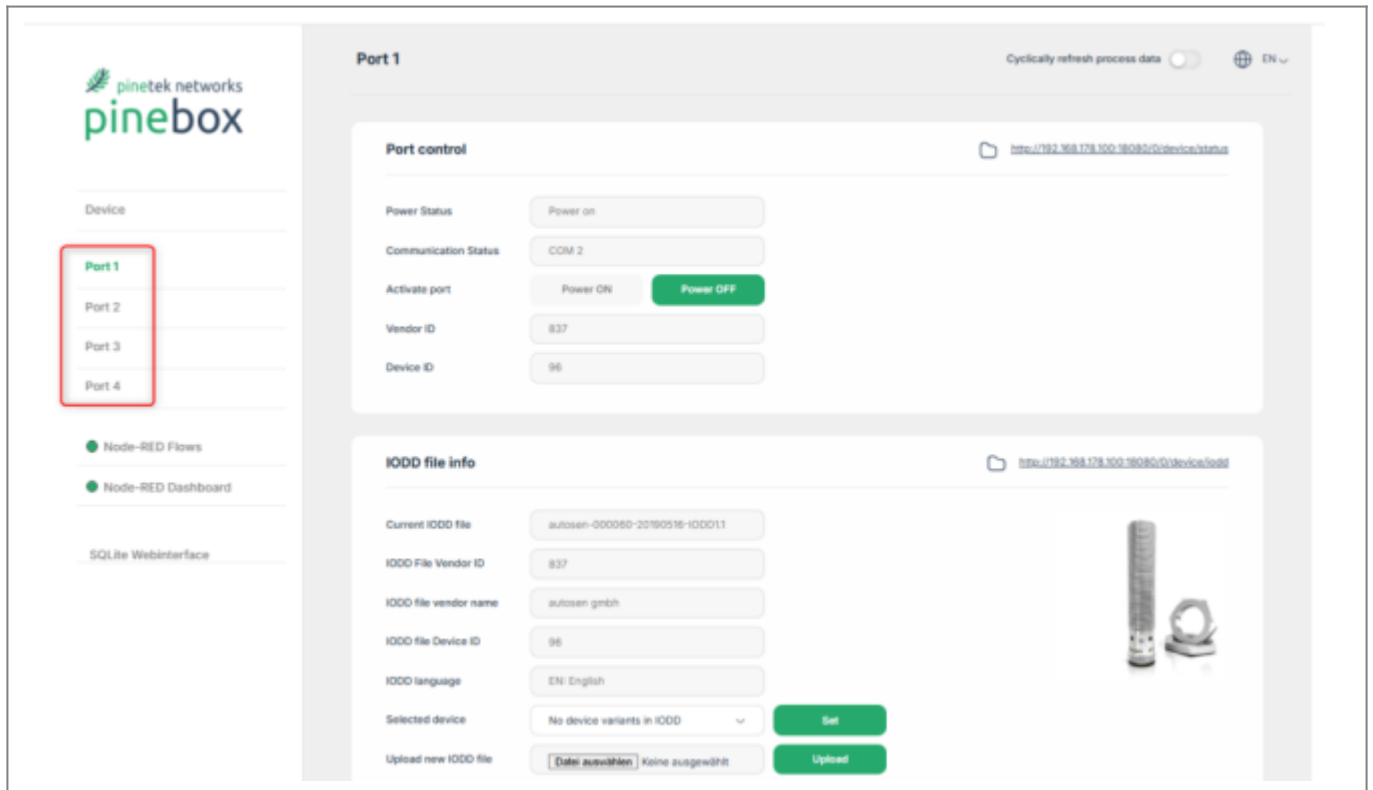 pinetek networks
pinebox
Device
Port 1
Port 2
Port 3
Port 4
Node-RED Flows
Node-RED Dashboard
SQLite Webinterface
Port 1
Cyclically refresh process data
EN
Port control
http://192.168.178.100:18080/0/device/status
Power Status
Power on
Communication Status
COM 2
Activate port
Power ON
Power OFF
Vendor ID
837
Device ID
96
IODD file info
http://192.168.178.100:18080/0/device/iodd
Current IODD file
autosen-000060-20190516-IODD1.1
IODD File Vendor ID
837
IODD file vendor name
autosen gmbh
IODD file Device ID
96
IODD language
EN: English
Selected device
No device variants in IODD
Set
Upload new IODD file
Datei auswählen
Keine ausgewählt
Upload